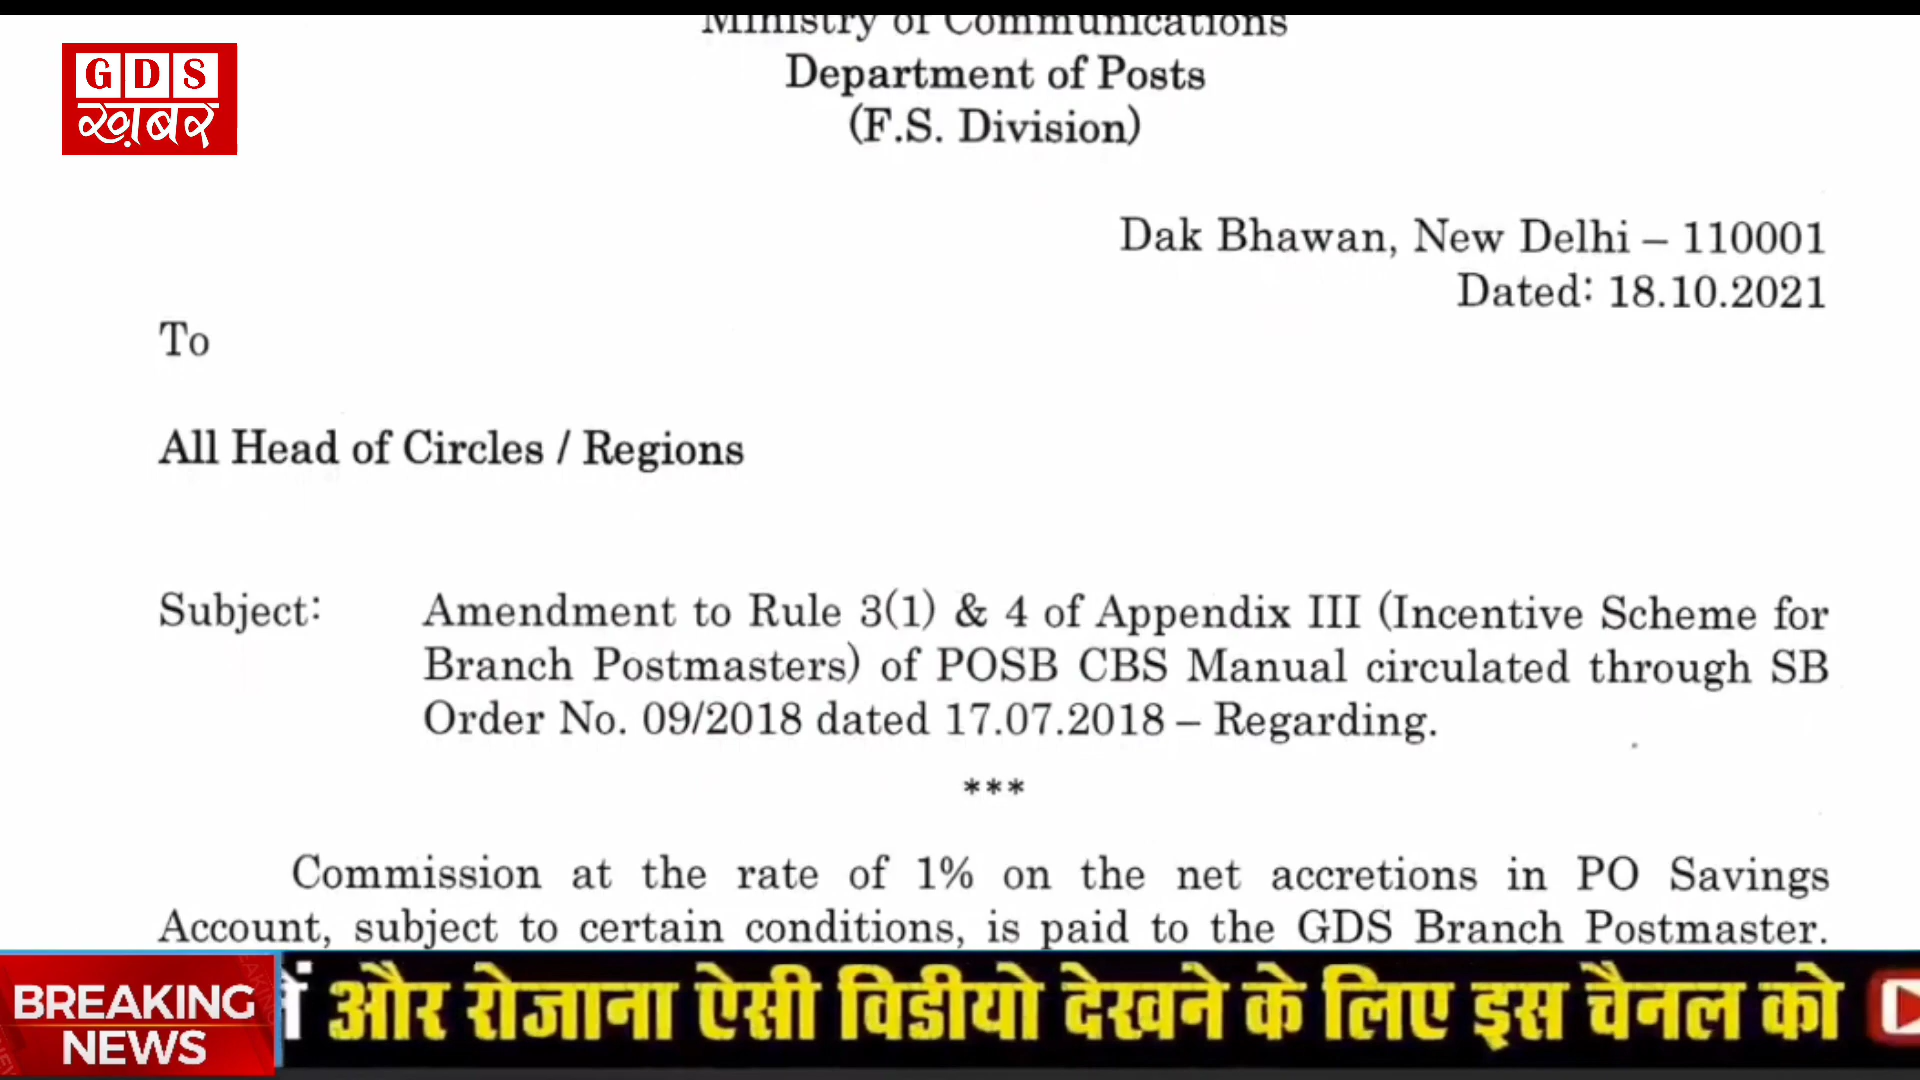 Ministry of Communications
Department of Posts
(F.S. Division)
GDS
ख़बर
Dak Bhawan, New Delhi – 110001
Dated: 18.10.2021
To
All Head of Circles / Regions
Subject: Amendment to Rule 3(1) & 4 of Appendix III (Incentive Scheme for
Branch Postmasters) of POSB CBS Manual circulated through SB
Order No. 09/2018 dated 17.07.2018 – Regarding.
***
Commission at the rate of 1% on the net accretions in PO Savings
Account, subject to certain conditions, is paid to the GDS Branch Postmaster.
BREAKING
NEWS
और रोजाना ऐसी विडीयो देखने के लिए इस चैनल को